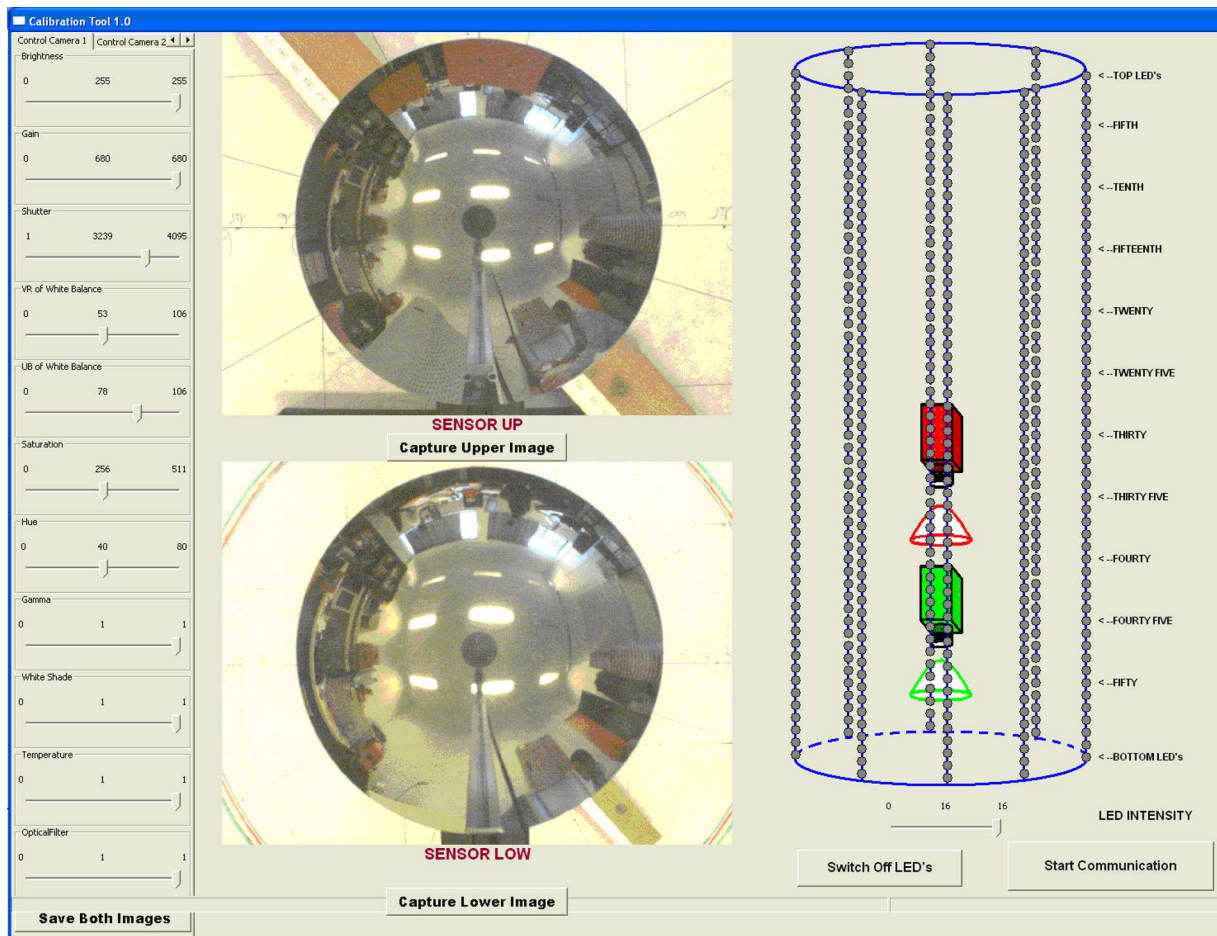 Calibration Tool 1.0
Control Camera 1 Control Camera 2
Brightness
0 255 255
Gain
0 680 680
Shutter
1 3239 4095
VR of White Balance
0 53 106
UB of White Balance
0 78 106
Saturation
0 256 511
Hue
0 40 80
Gamma
0 1 1
White Shade
0 1 1
Temperature
0 1 1
OpticalFilter
0 1 1
Save Both Images
SENSOR UP
Capture Upper Image
SENSOR LOW
Capture Lower Image
<--TOP LED's
<--FIFTH
<--TENTH
<--FIFTEENTH
<--TWENTY
<--TWENTY FIVE
<--THIRTY
<--THIRTY FIVE
<--FOURTY
<--FOURTY FIVE
<--FIFTY
<--BOTTOM LED's
0 16 16
LED INTENSITY
Switch Off LED's
Start Communication